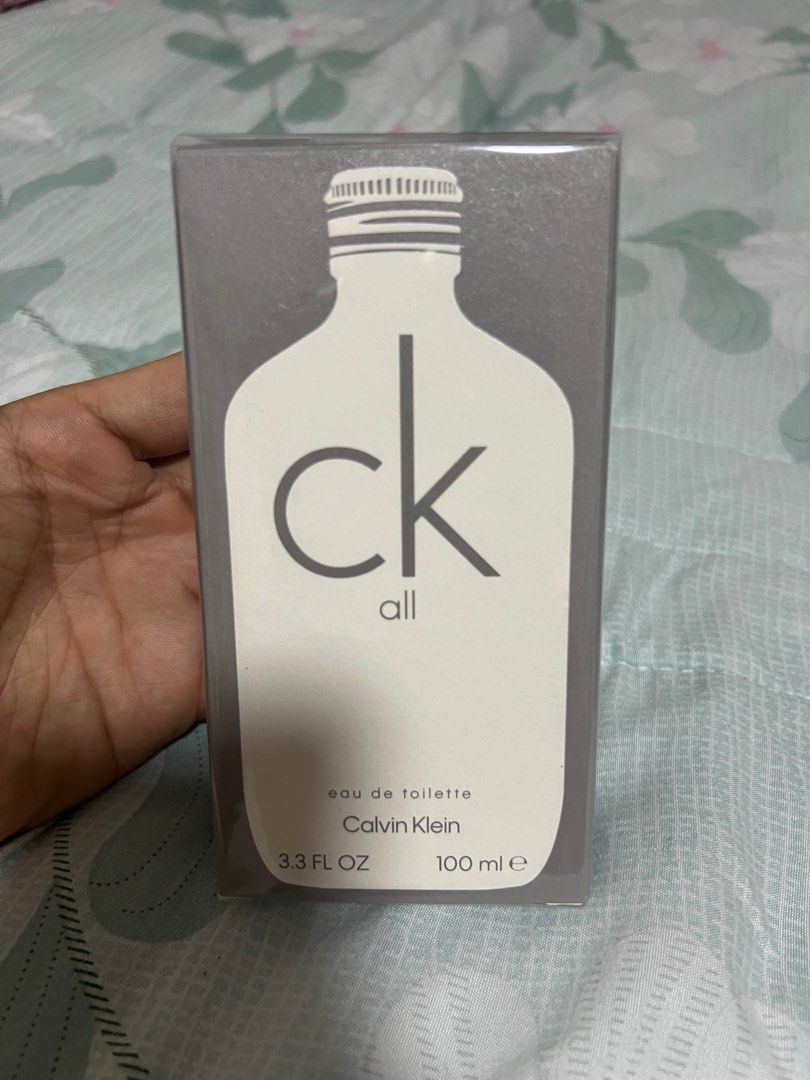 ck
all
eau de toilette
Calvin Klein
3.3 FL OZ 100 ml ℮